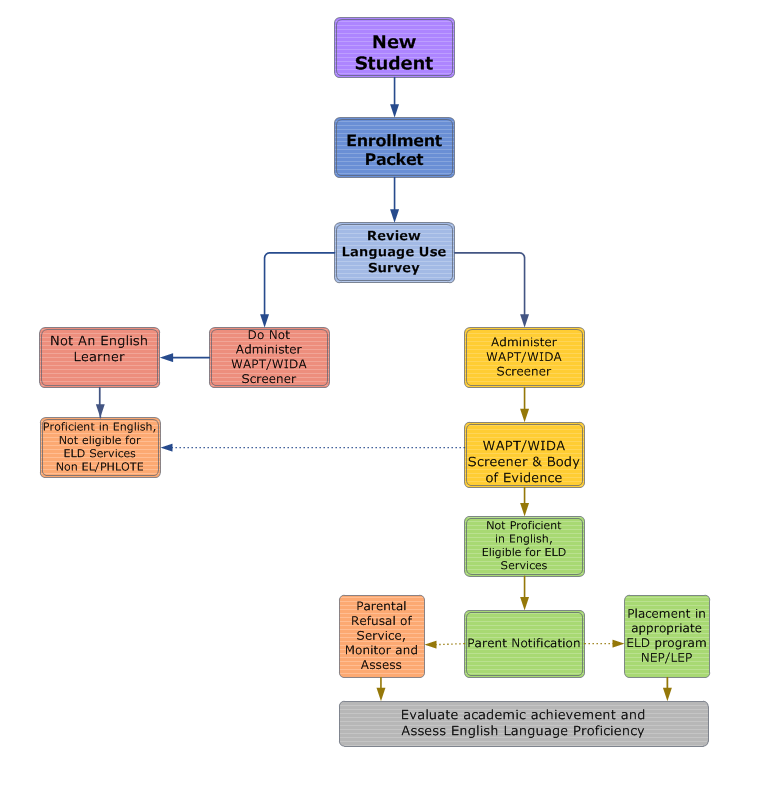 New
Student
Enrollment
Packet
Review
Language Use
Survey
Not An English
Learner
Do Not
Administer
WAPT/WIDA
Screener
Administer
WAPT/WIDA
Screener
Proficient in English,
Not eligible for
ELD Services
Non EL/PHLOTE
WAPT/WIDA
Screener & Body
of Evidence
Not Proficient
in English,
Eligible for ELD
Services
Parental
Refusal of
Service,
Monitor and
Assess
Parent Notification
Placement in
appropriate
ELD program
NEP/LEP
Evaluate academic achievement and
Assess English Language Proficiency